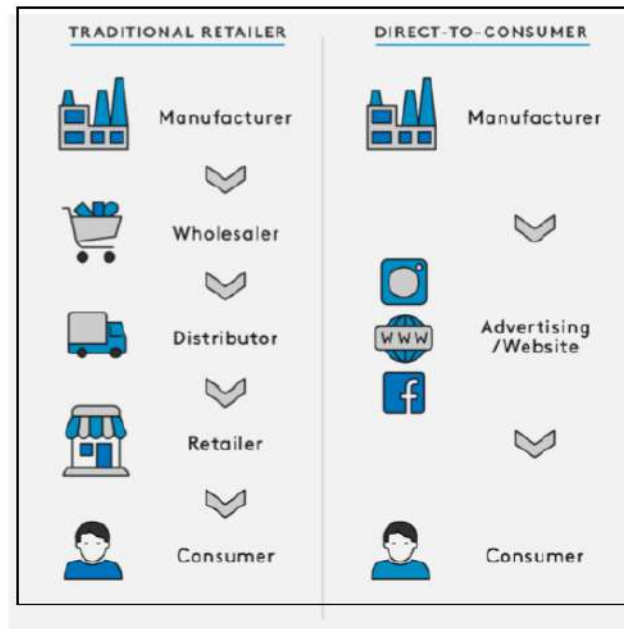 TRADITIONAL RETAILER
Manufacturer
Wholesaler
Distributor
Retailer
Consumer
DIRECT-TO-CONSUMER
Manufacturer
WWW
Advertising
/Website
f
Consumer